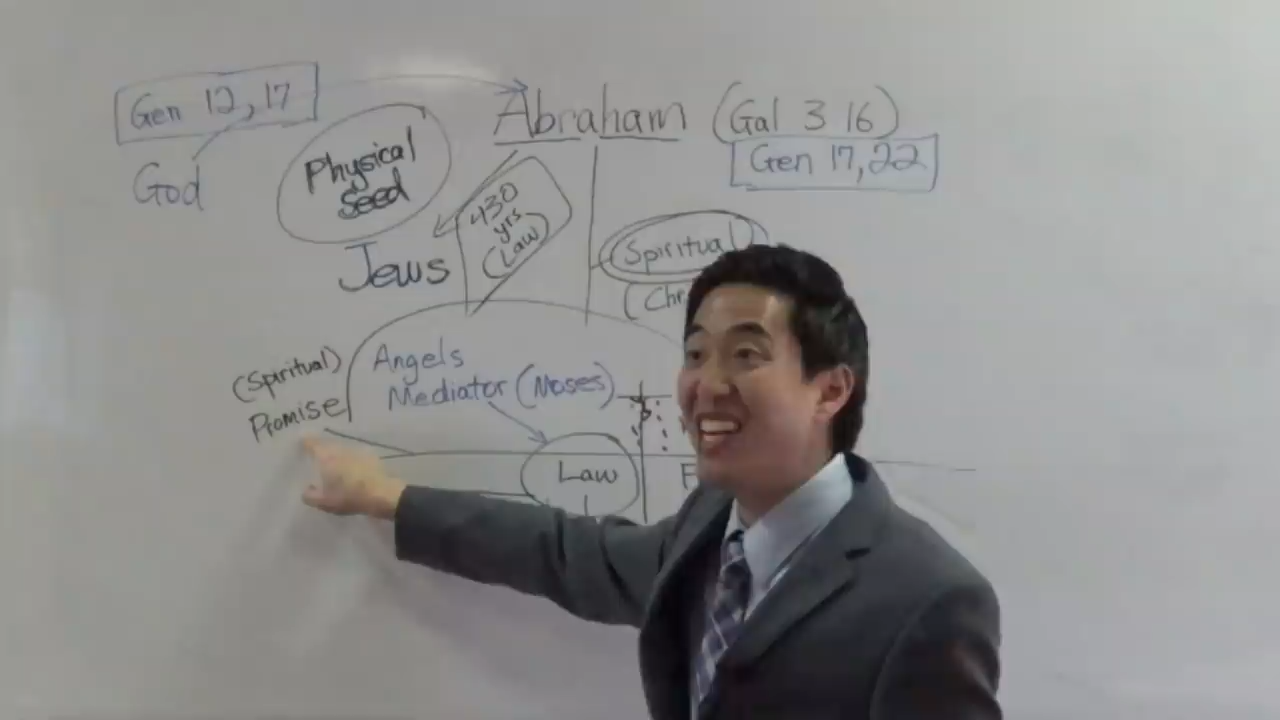 Gen 12, 17
God
Abraham (Gal 3 16)
Gen 17, 22
Physical
Seed
430
yrs
(Law)
Jews
Spiritual
(Spiritual)
Promise
Angels
Mediator (Moses)
Law